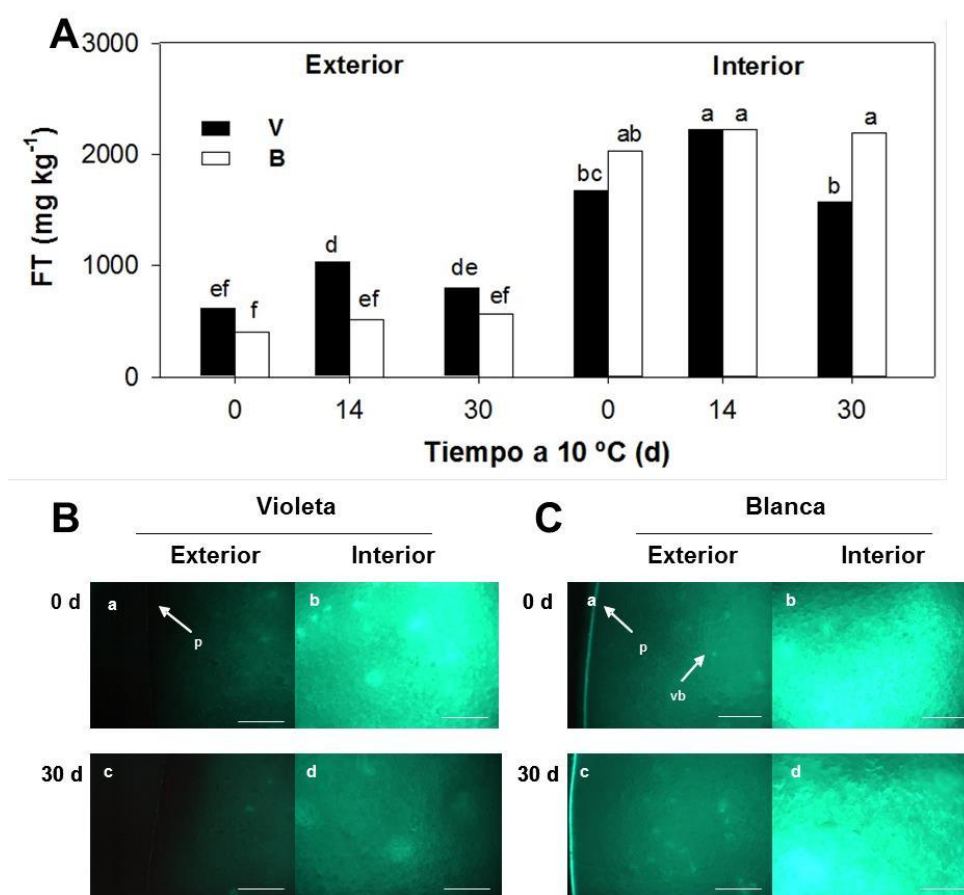 A
3000
Exterior
Interior
V
B
a
a
a
ab
2000
bc
b
FT (mg kg⁻¹)
d
1000
de
ef
ef
ef
f
0
0
14
30
0
14
30
Tiempo a 10 ºC (d)
B
Violeta
C
Blanca
Exterior
Interior
Exterior
Interior
0 d
a
b
0 d
a
b
p
p
vb
30 d
c
d
30 d
c
d